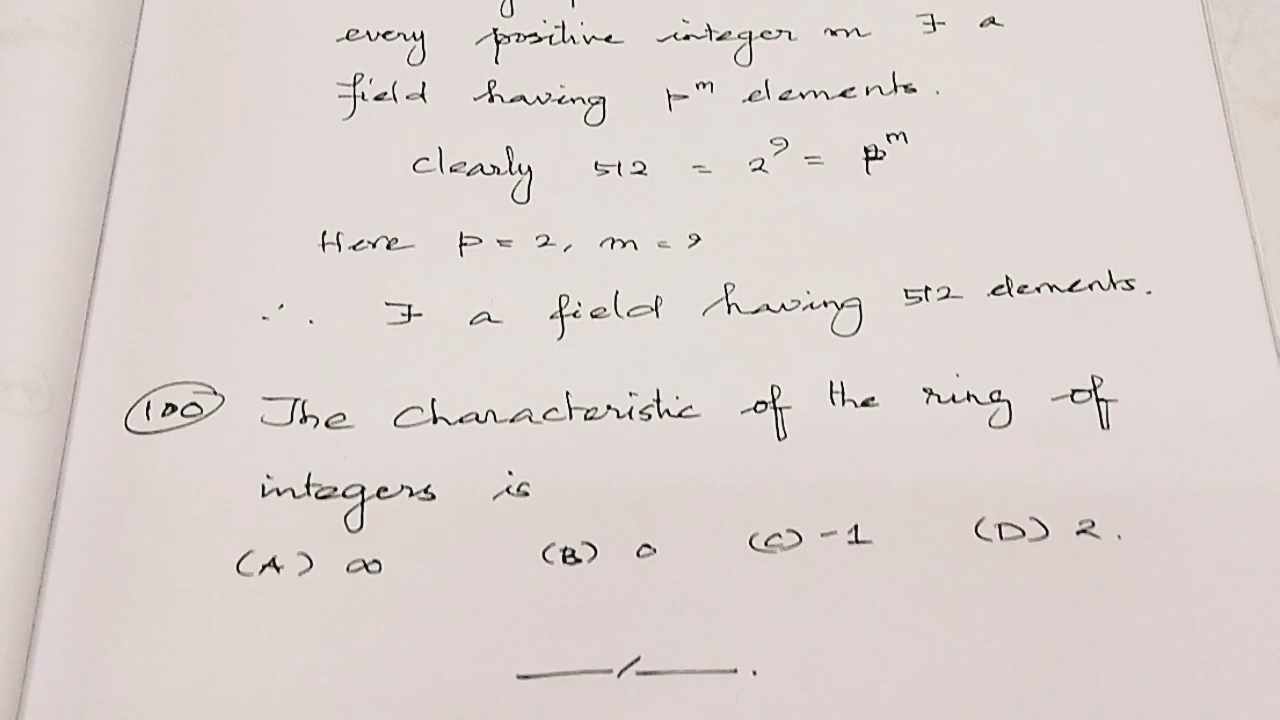 every positive integer m ∃ a
field having p^m elements.
clearly 512 = 2^9 = p^m
Here p = 2, m = 9
∴ ∃ a field having 512 elements.
(100) The characteristic of the ring of
integers is
(A) ∞ (B) 0 (C) -1 (D) 2.